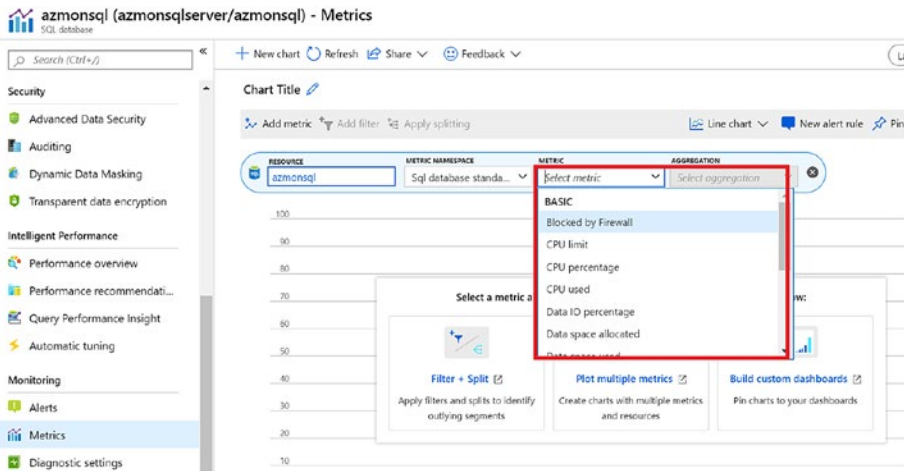 azmonsql (azmonsqlserver/azmonsql) - Metrics
SQL database
Search (Ctrl+/)
«
New chart
Refresh
Share
Feedback
Security
Advanced Data Security
Auditing
Dynamic Data Masking
Transparent data encryption
Intelligent Performance
Performance overview
Performance recommendati...
Query Performance Insight
Automatic tuning
Monitoring
Alerts
Metrics
Diagnostic settings
Chart Title
Add metric
Add filter
Apply splitting
Line chart
New alert rule
Pin
RESOURCE
azmonsql
METRIC NAMESPACE
Sql database standa...
METRIC
Select metric
AGGREGATION
Select aggregation
BASIC
Blocked by Firewall
CPU limit
CPU percentage
CPU used
Data IO percentage
Data space allocated
Data space used
100
90
80
70
60
50
40
30
20
10
Select a metric a
ow:
Filter + Split
Apply filters and splits to identify
outlying segments
Plot multiple metrics
Create charts with multiple metrics
and resources
Build custom dashboards
Pin charts to your dashboards